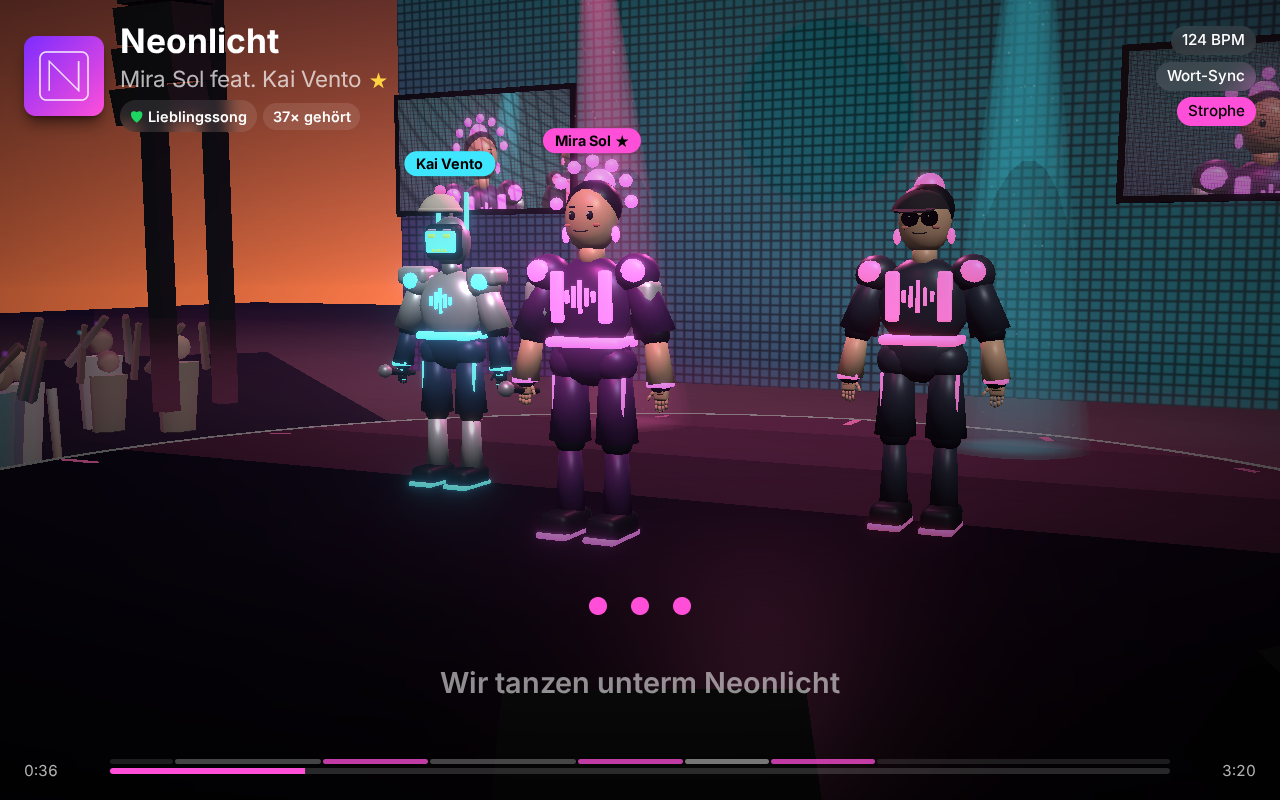 N
Neonlicht
Mira Sol feat. Kai Vento ★
Lieblingssong
37× gehört
124 BPM
Wort-Sync
Strophe
Kai Vento
Mira Sol ★
Wir tanzen unterm Neonlicht
0:36
3:20